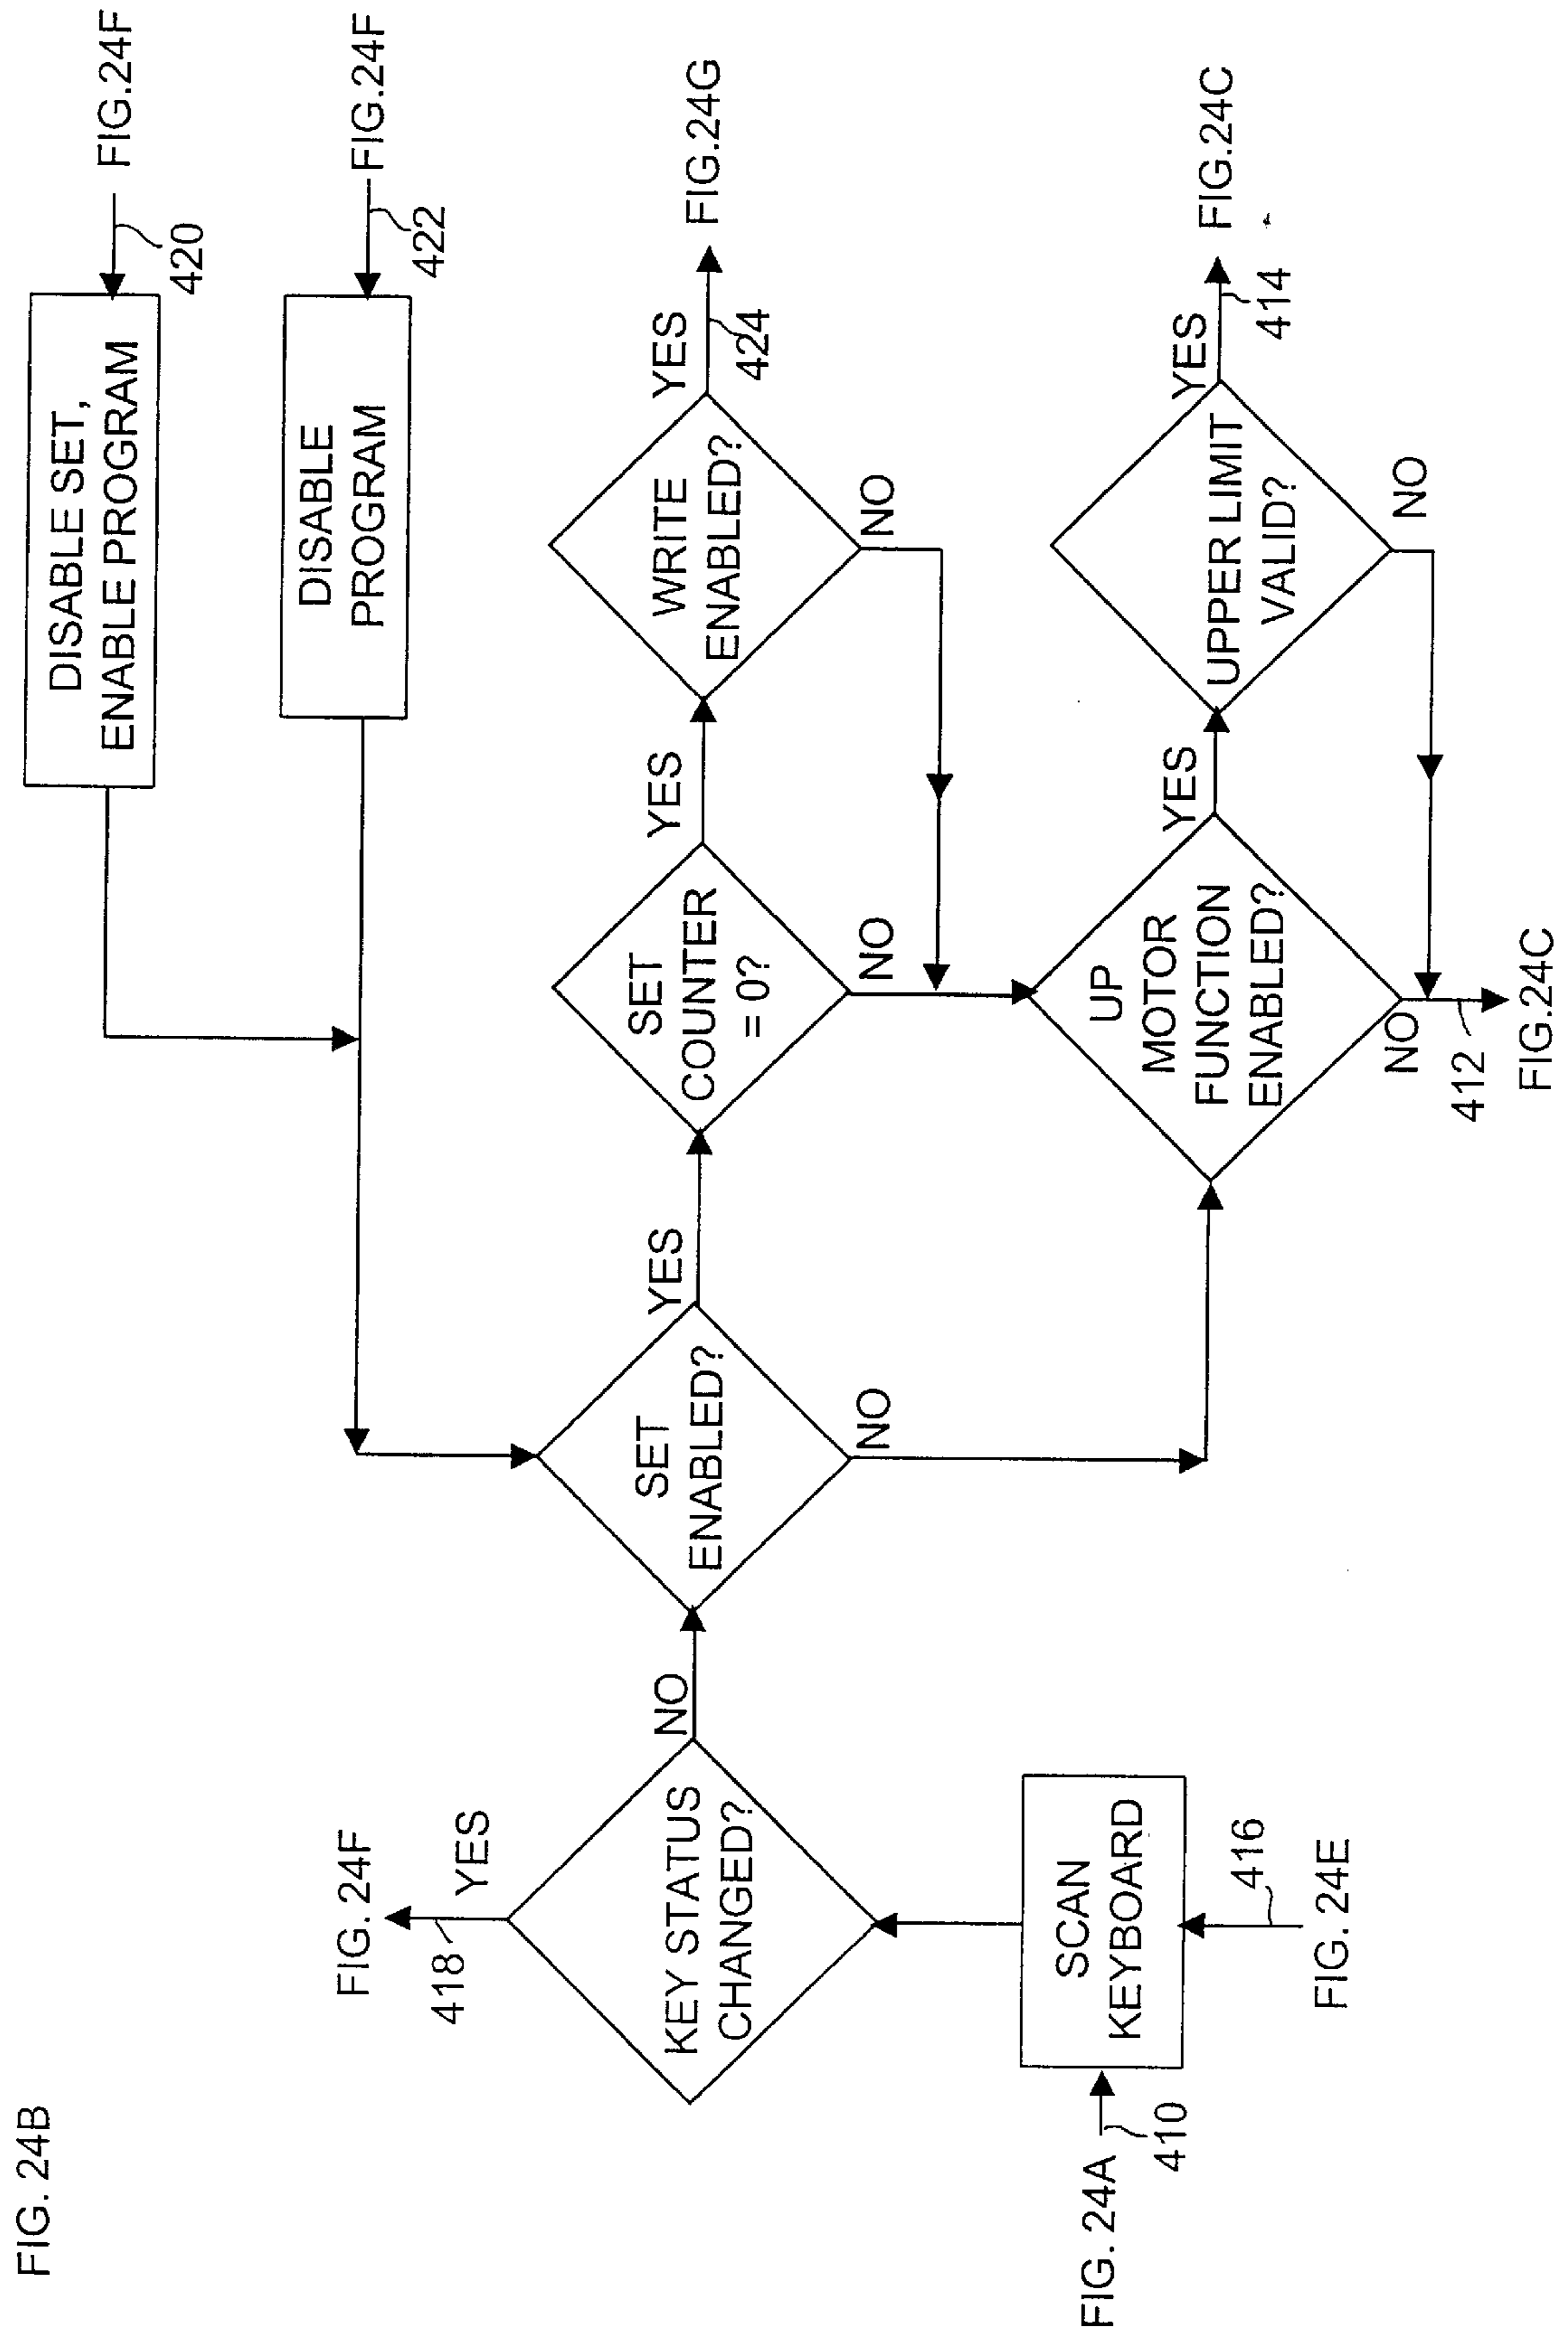 FIG. 24B
DISABLE SET,
ENABLE PROGRAM
420
FIG.24F
DISABLE
PROGRAM
422
FIG.24F
FIG. 24F
418
YES
KEY STATUS
CHANGED?
NO
SET
ENABLED?
YES
NO
SET
COUNTER
= 0?
YES
NO
WRITE
ENABLED?
YES
424
FIG.24G
NO
FIG. 24A
410
SCAN
KEYBOARD
416
FIG. 24E
UP
MOTOR
FUNCTION
ENABLED?
YES
NO
412
FIG.24C
UPPER LIMIT
VALID?
YES
414
FIG.24C
NO